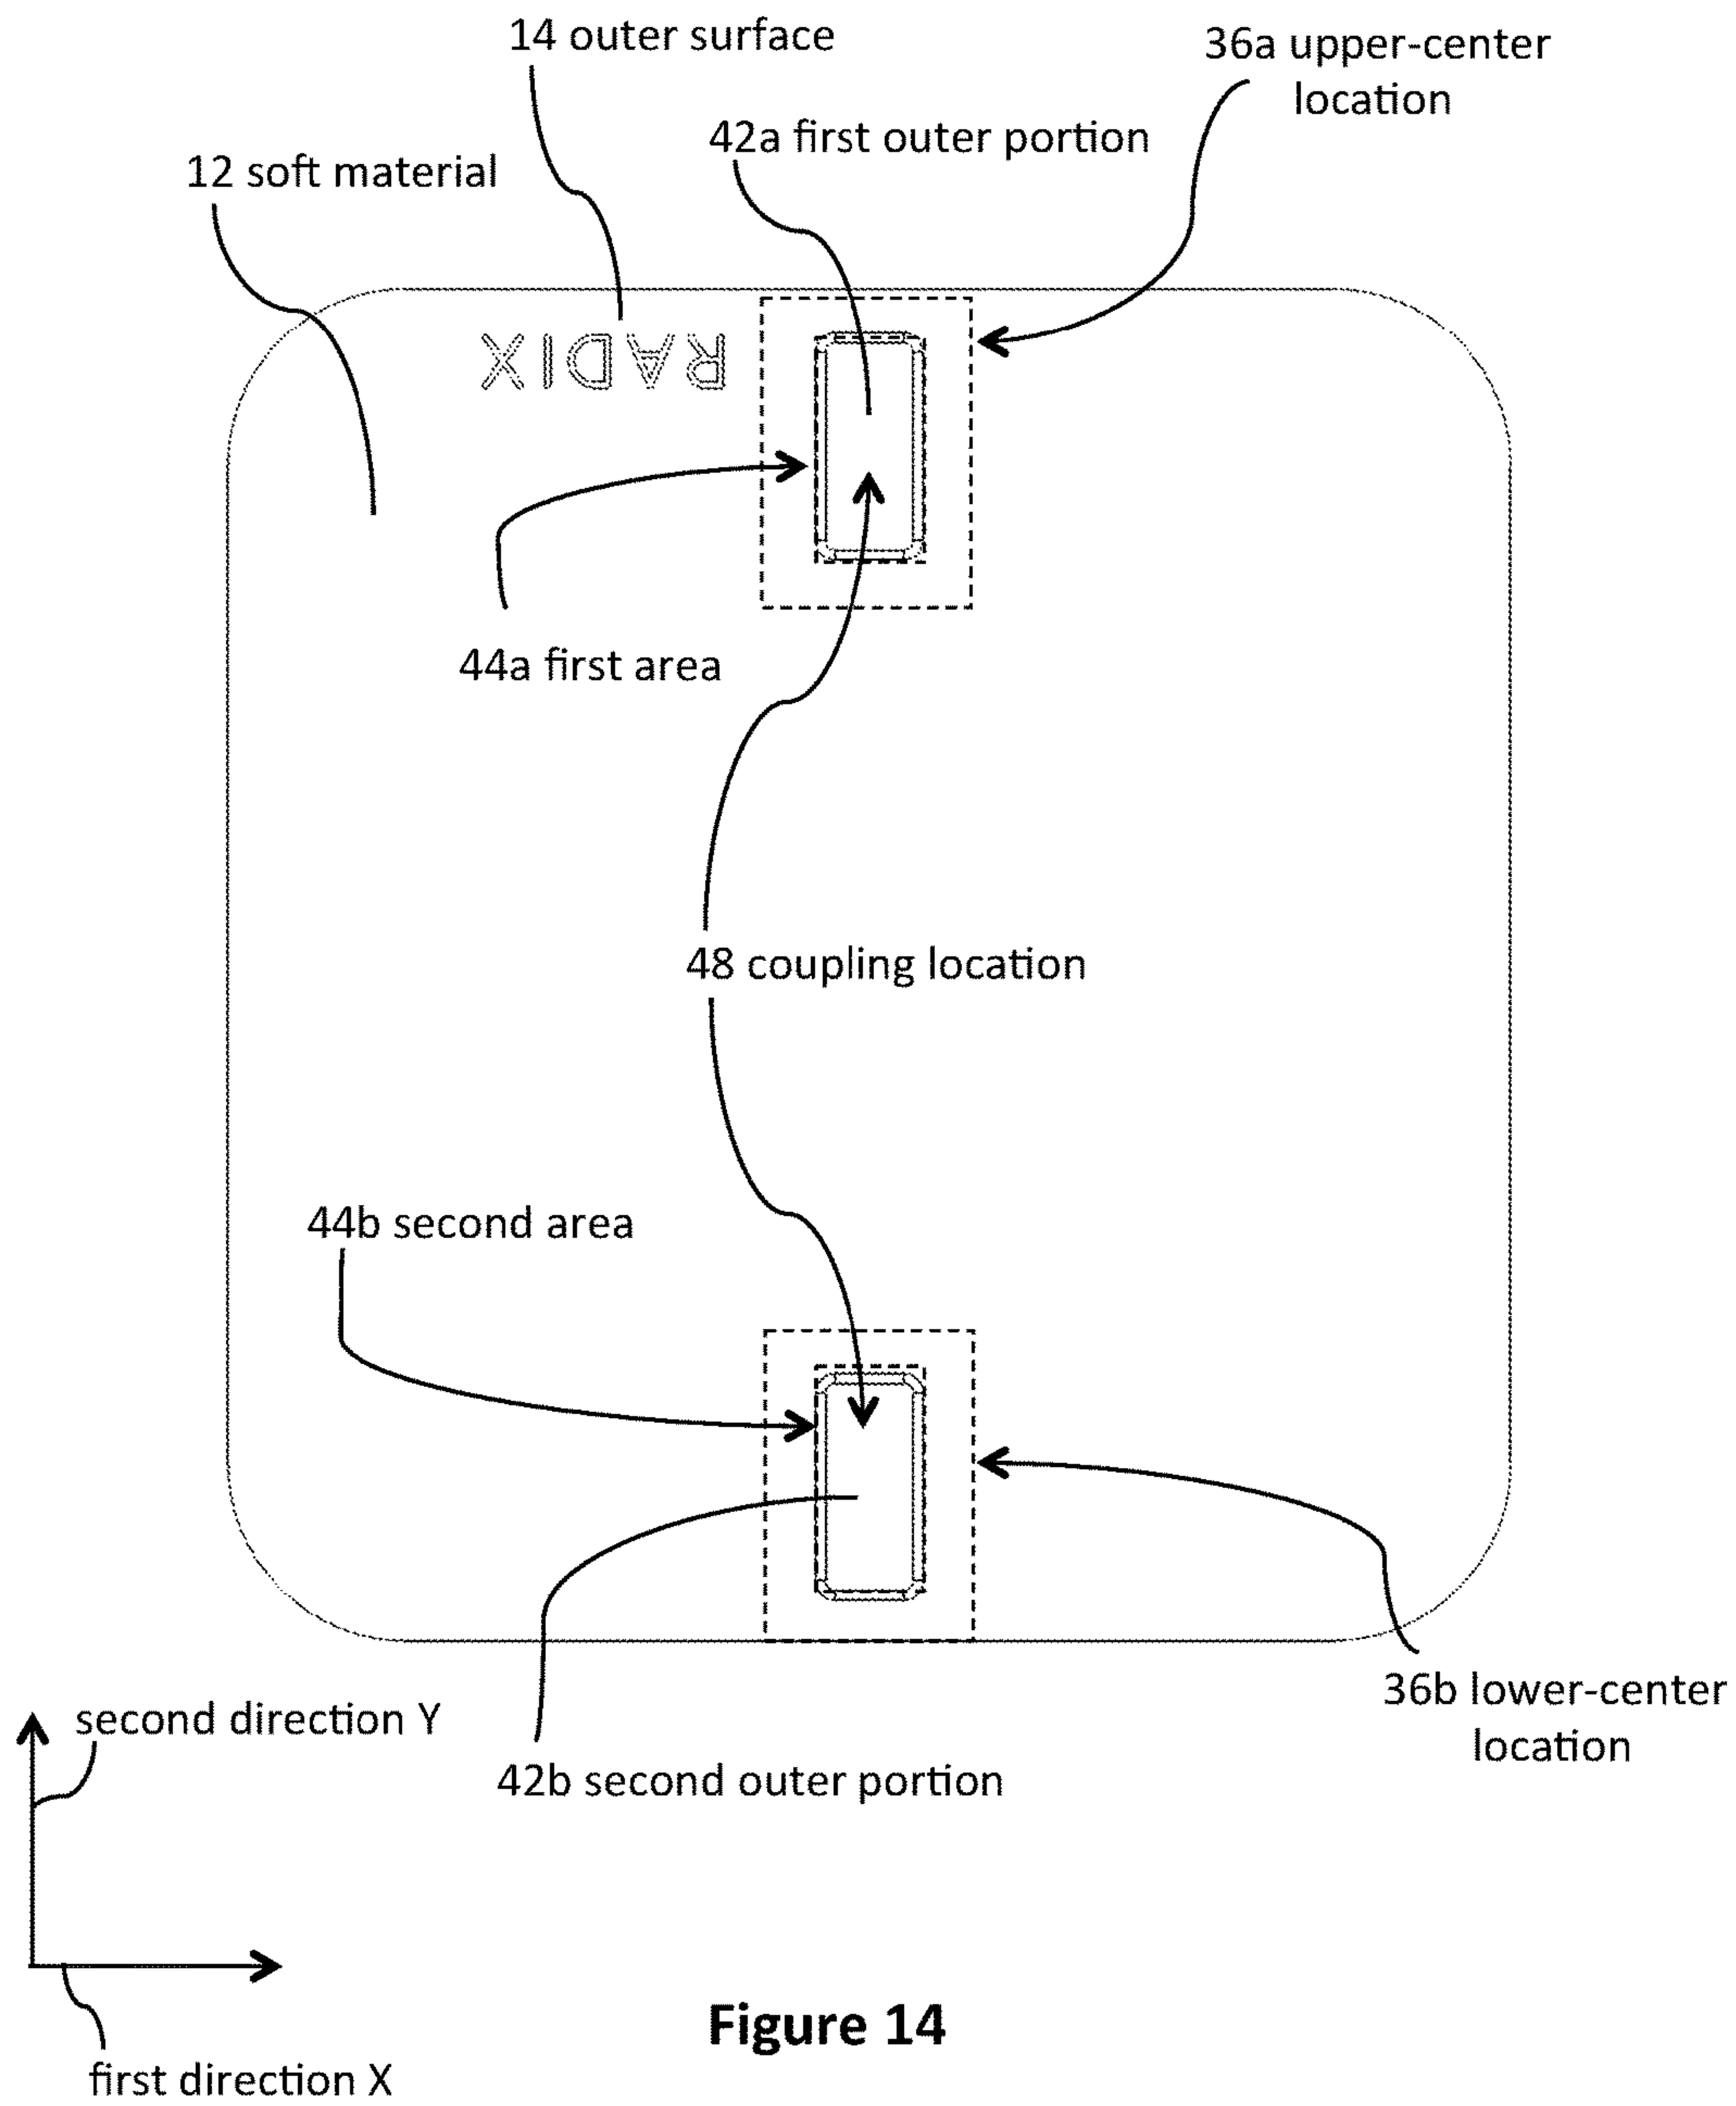 14 outer surface
36a upper-center
location
42a first outer portion
12 soft material
RADIX
44a first area
48 coupling location
44b second area
36b lower-center
location
second direction Y
42b second outer portion
Figure 14
first direction X